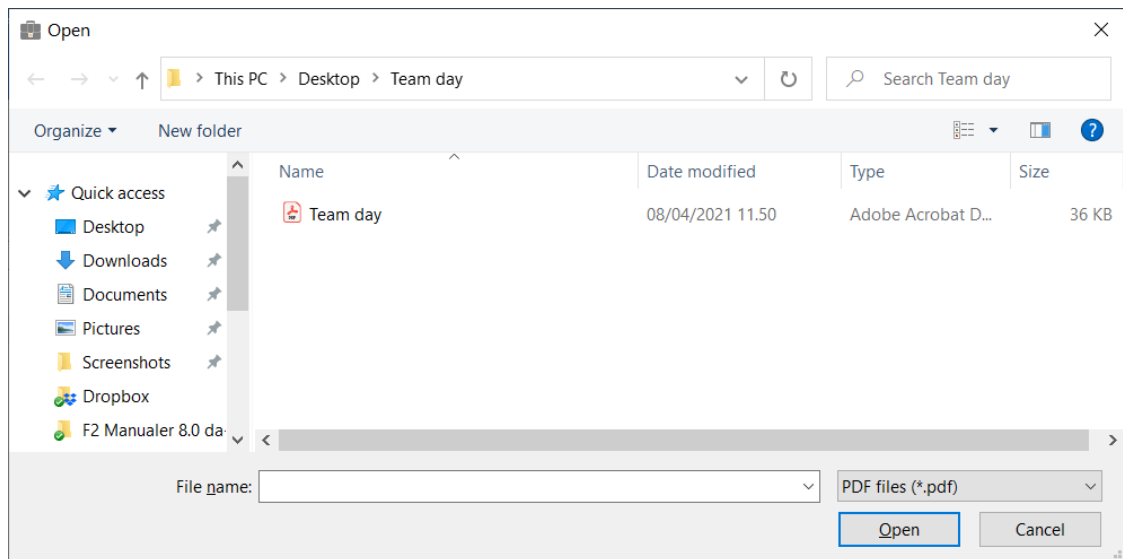 Open
This PC > Desktop > Team day
Search Team day
Organize
New folder
Name
Date modified
Type
Size
Quick access
Team day
08/04/2021 11.50
Adobe Acrobat D...
36 KB
Desktop
Downloads
Documents
Pictures
Screenshots
Dropbox
F2 Manualer 8.0 da-
File name:
PDF files (*.pdf)
Open
Cancel